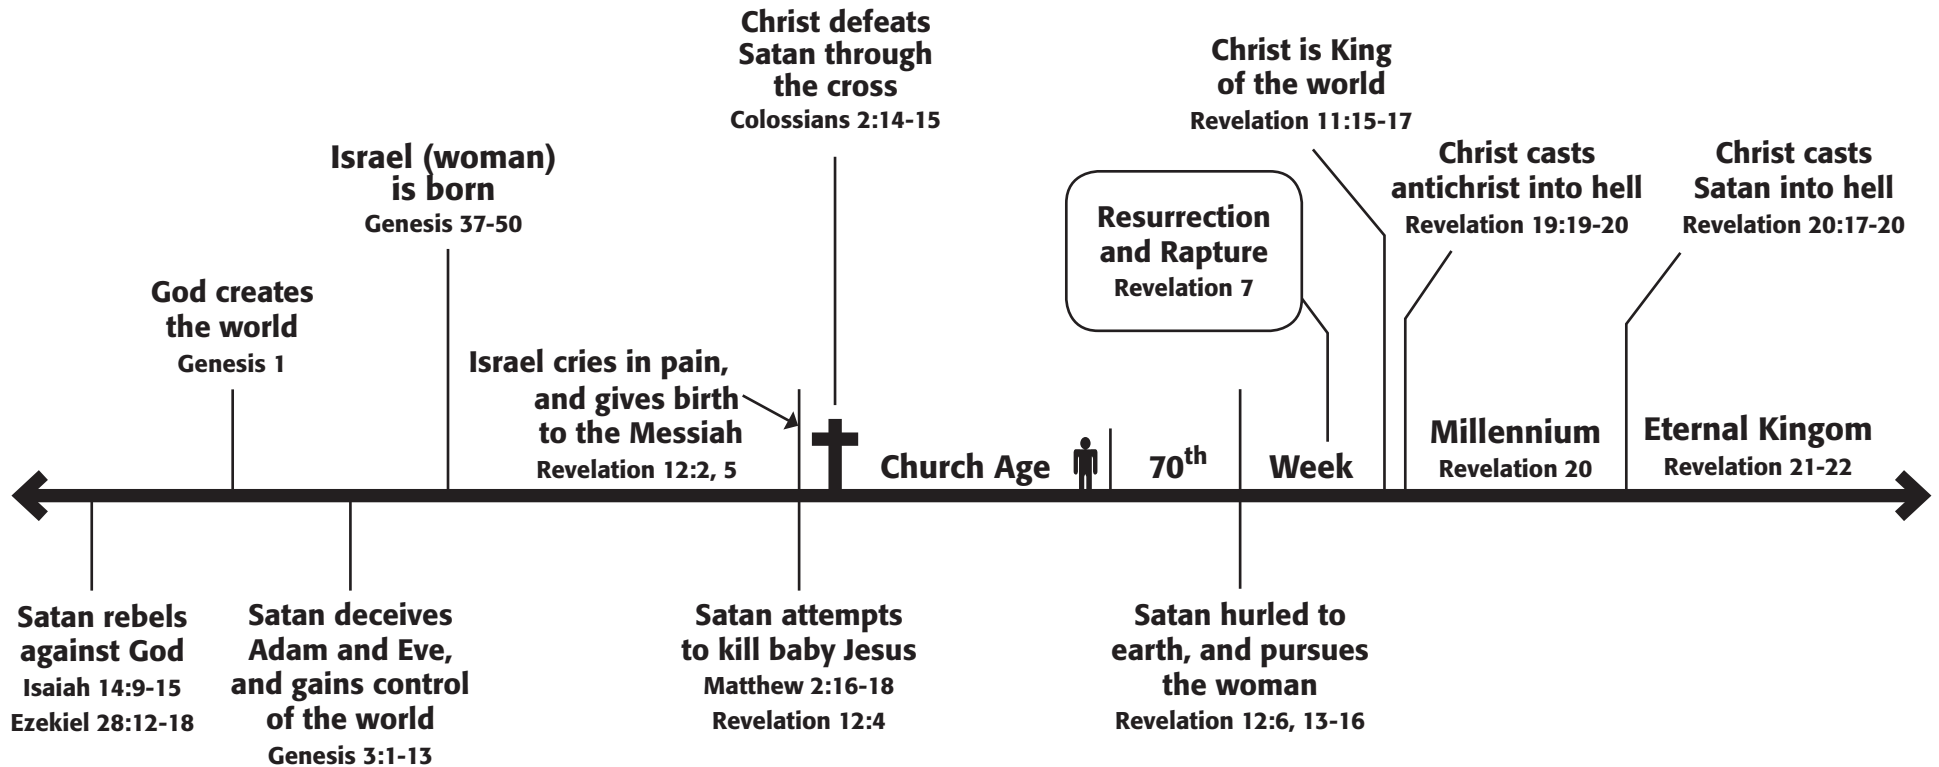 Christ defeats
Satan through
the cross
Colossians 2:14-15
Christ is King
of the world
Revelation 11:15-17
Israel (woman)
is born
Genesis 37-50
Christ casts
antichrist into hell
Revelation 19:19-20
Christ casts
Satan into hell
Revelation 20:17-20
Resurrection
and Rapture
Revelation 7
God creates
the world
Genesis 1
Israel cries in pain,
and gives birth
to the Messiah
Revelation 12:2, 5
Church Age
70th
Week
Millennium
Revelation 20
Eternal Kingom
Revelation 21-22
Satan rebels
against God
Isaiah 14:9-15
Ezekiel 28:12-18
Satan deceives
Adam and Eve,
and gains control
of the world
Genesis 3:1-13
Satan attempts
to kill baby Jesus
Matthew 2:16-18
Revelation 12:4
Satan hurled to
earth, and pursues
the woman
Revelation 12:6, 13-16